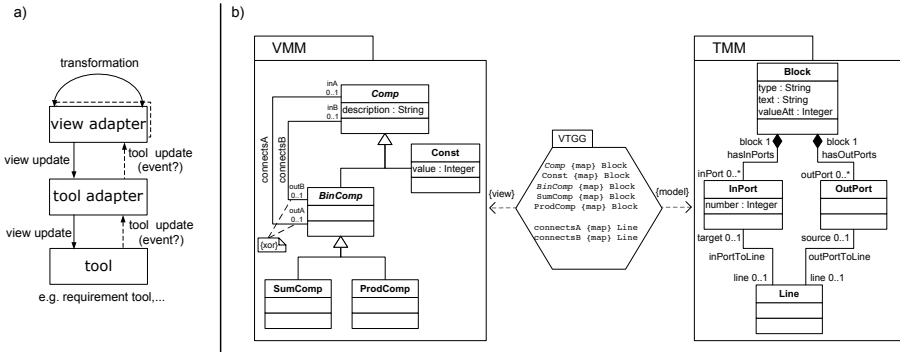 a)
transformation
view adapter
view update
tool update
(event?)
tool adapter
view update
tool update
(event?)
tool
e.g. requirement tool,...
b)
VMM
inA
0..1
inB
0..1
Comp
description : String
connectsA
connectsB
Const
value : Integer
outB
0..1
outA
0..1
BinComp
{xor}
SumComp
ProdComp
{view}
VTGG
Comp {map} Block
Const {map} Block
BinComp {map} Block
SumComp {map} Block
ProdComp {map} Block
connectsA {map} Line
connectsB {map} Line
{model}
TMM
Block
type : String
text : String
valueAtt : Integer
block 1
hasInPorts
block 1
hasOutPorts
inPort 0..*
outPort 0..*
InPort
number : Integer
OutPort
target 0..1
source 0..1
inPortToLine
outPortToLine
line 0..1
line 0..1
Line